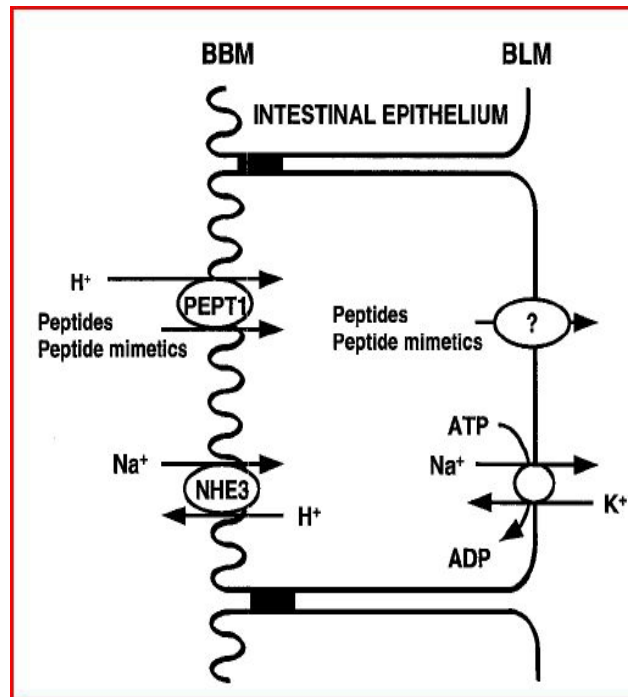 BBM BLM
INTESTINAL EPITHELIUM
H⁺
PEPT1
Peptides
Peptide mimetics
Peptides
Peptide mimetics
?
ATP
Na⁺
Na⁺
NHE3
H⁺
K⁺
ADP